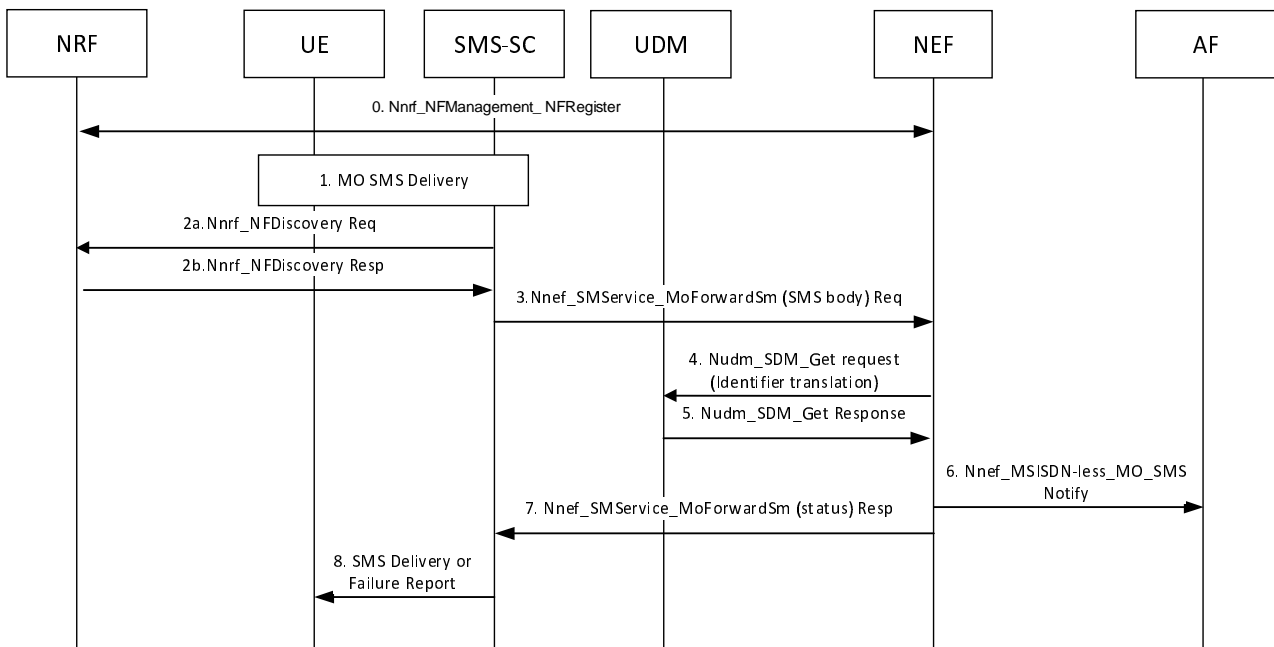 NRF
UE
SMS-SC
UDM
NEF
AF
0. Nnrf_NFManagement_ NFRegister
1. MO SMS Delivery
2a.Nnrf_NFDiscovery Req
2b.Nnrf_NFDiscovery Resp
3.Nnef_SMService_MoForwardSm (SMS body) Req
4. Nudm_SDM_Get request
(Identifier translation)
5. Nudm_SDM_Get Response
6. Nnef_MSISDN-less_MO_SMS
Notify
7. Nnef_SMService_MoForwardSm (status) Resp
8. SMS Delivery or
Failure Report